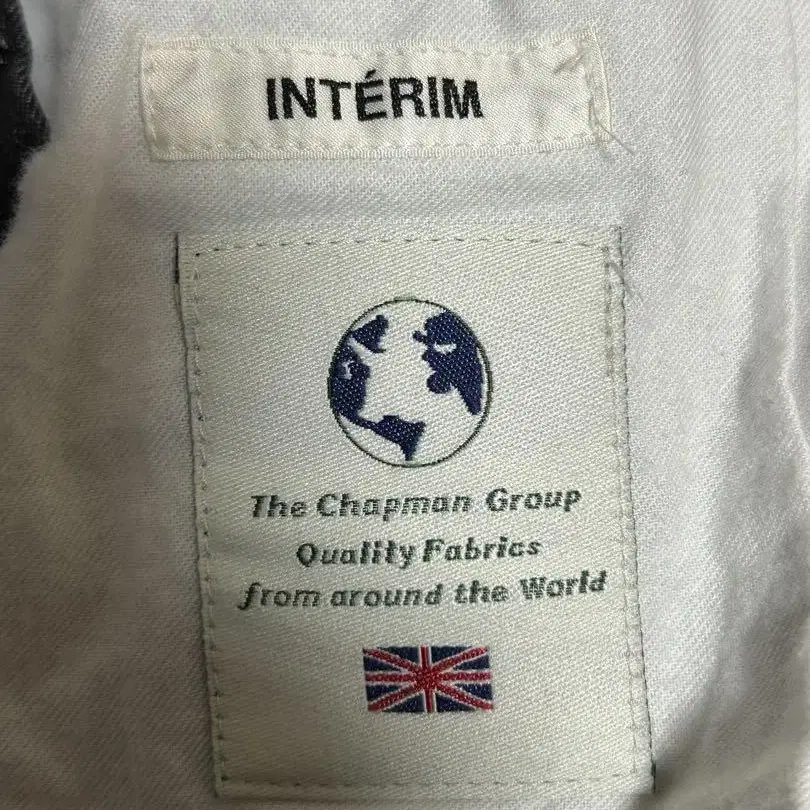 INTÉRIM
The Chapman Group
Quality Fabrics
from around the World